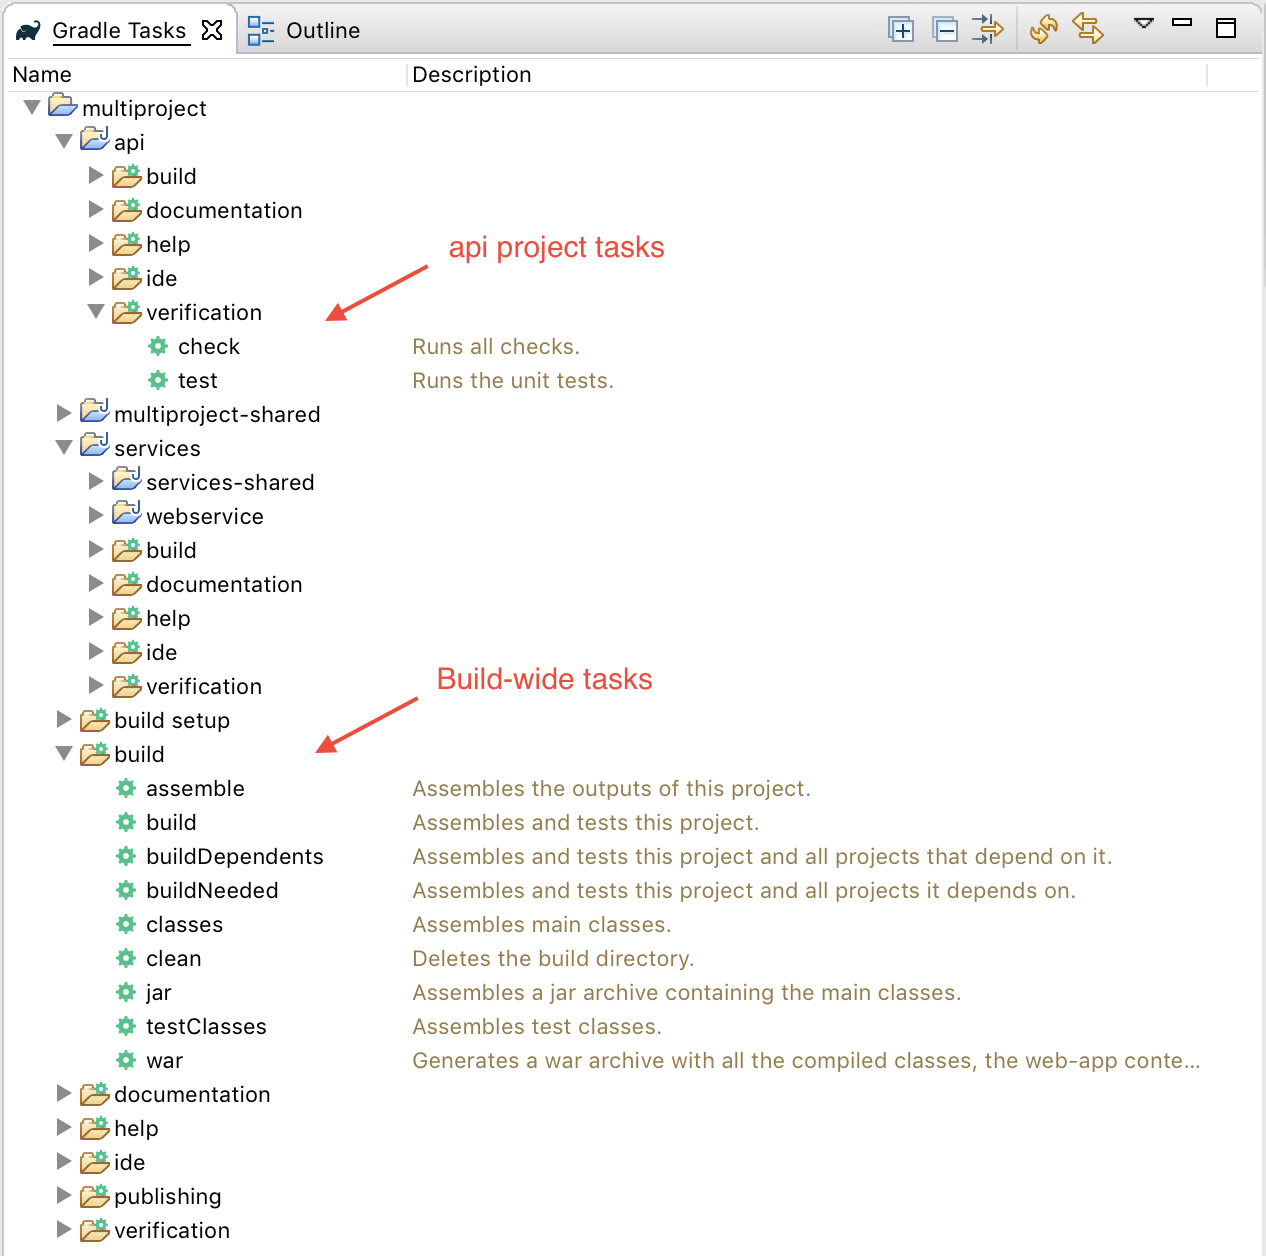 Gradle Tasks
Outline
Name Description
multiproject
api
build
documentation
help
api project tasks
ide
verification
check Runs all checks.
test Runs the unit tests.
multiproject-shared
services
services-shared
webservice
build
documentation
help
ide
Build-wide tasks
verification
build setup
build
assemble Assembles the outputs of this project.
build Assembles and tests this project.
buildDependents Assembles and tests this project and all projects that depend on it.
buildNeeded Assembles and tests this project and all projects it depends on.
classes Assembles main classes.
clean Deletes the build directory.
jar Assembles a jar archive containing the main classes.
testClasses Assembles test classes.
war Generates a war archive with all the compiled classes, the web-app conte...
documentation
help
ide
publishing
verification